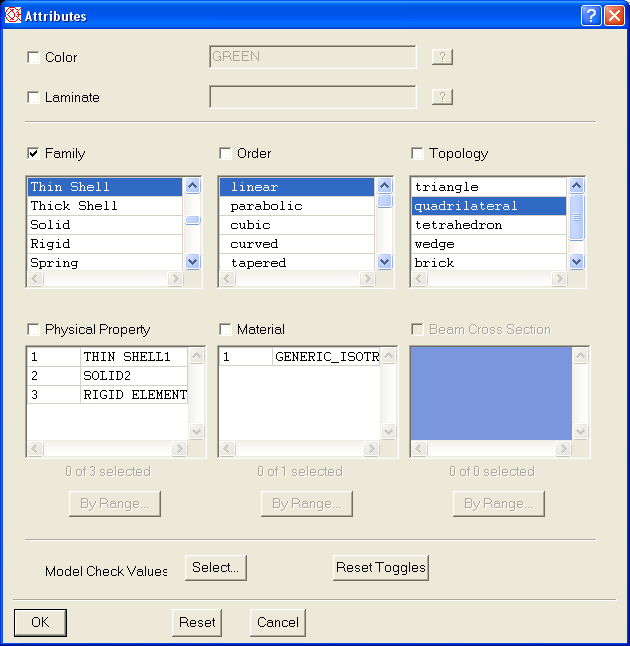 Attributes
Color GREEN ?
Laminate ?
Family Order Topology
Thin Shell linear triangle
Thick Shell parabolic quadrilateral
Solid cubic tetrahedron
Rigid curved wedge
Spring tapered brick
Physical Property Material Beam Cross Section
1 THIN SHELL1 1 GENERIC_ISOTR
2 SOLID2
3 RIGID ELEMENT
0 of 3 selected 0 of 1 selected 0 of 0 selected
By Range... By Range... By Range...
Model Check Values Select... Reset Toggles
OK Reset Cancel